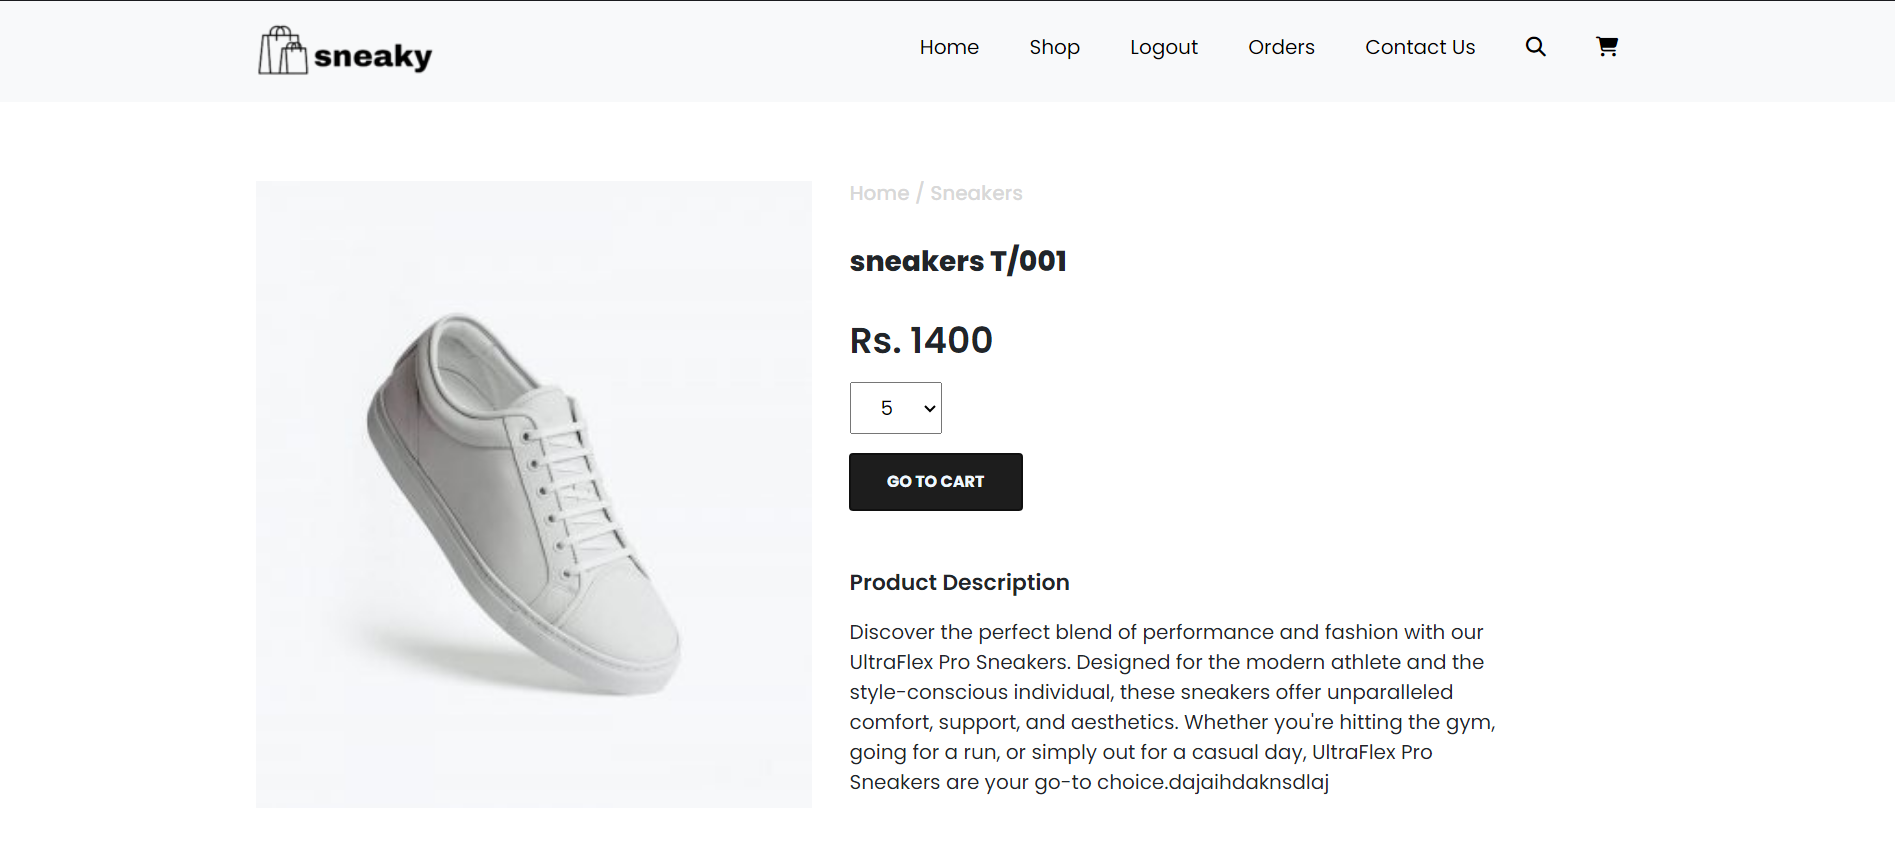 sneaky
Home
Shop
Logout
Orders
Contact Us
Home / Sneakers
sneakers T/001
Rs. 1400
5
GO TO CART
Product Description
Discover the perfect blend of performance and fashion with our
UltraFlex Pro Sneakers. Designed for the modern athlete and the
style-conscious individual, these sneakers offer unparalleled
comfort, support, and aesthetics. Whether you're hitting the gym,
going for a run, or simply out for a casual day, UltraFlex Pro
Sneakers are your go-to choice.dajaihdaknsdlaj